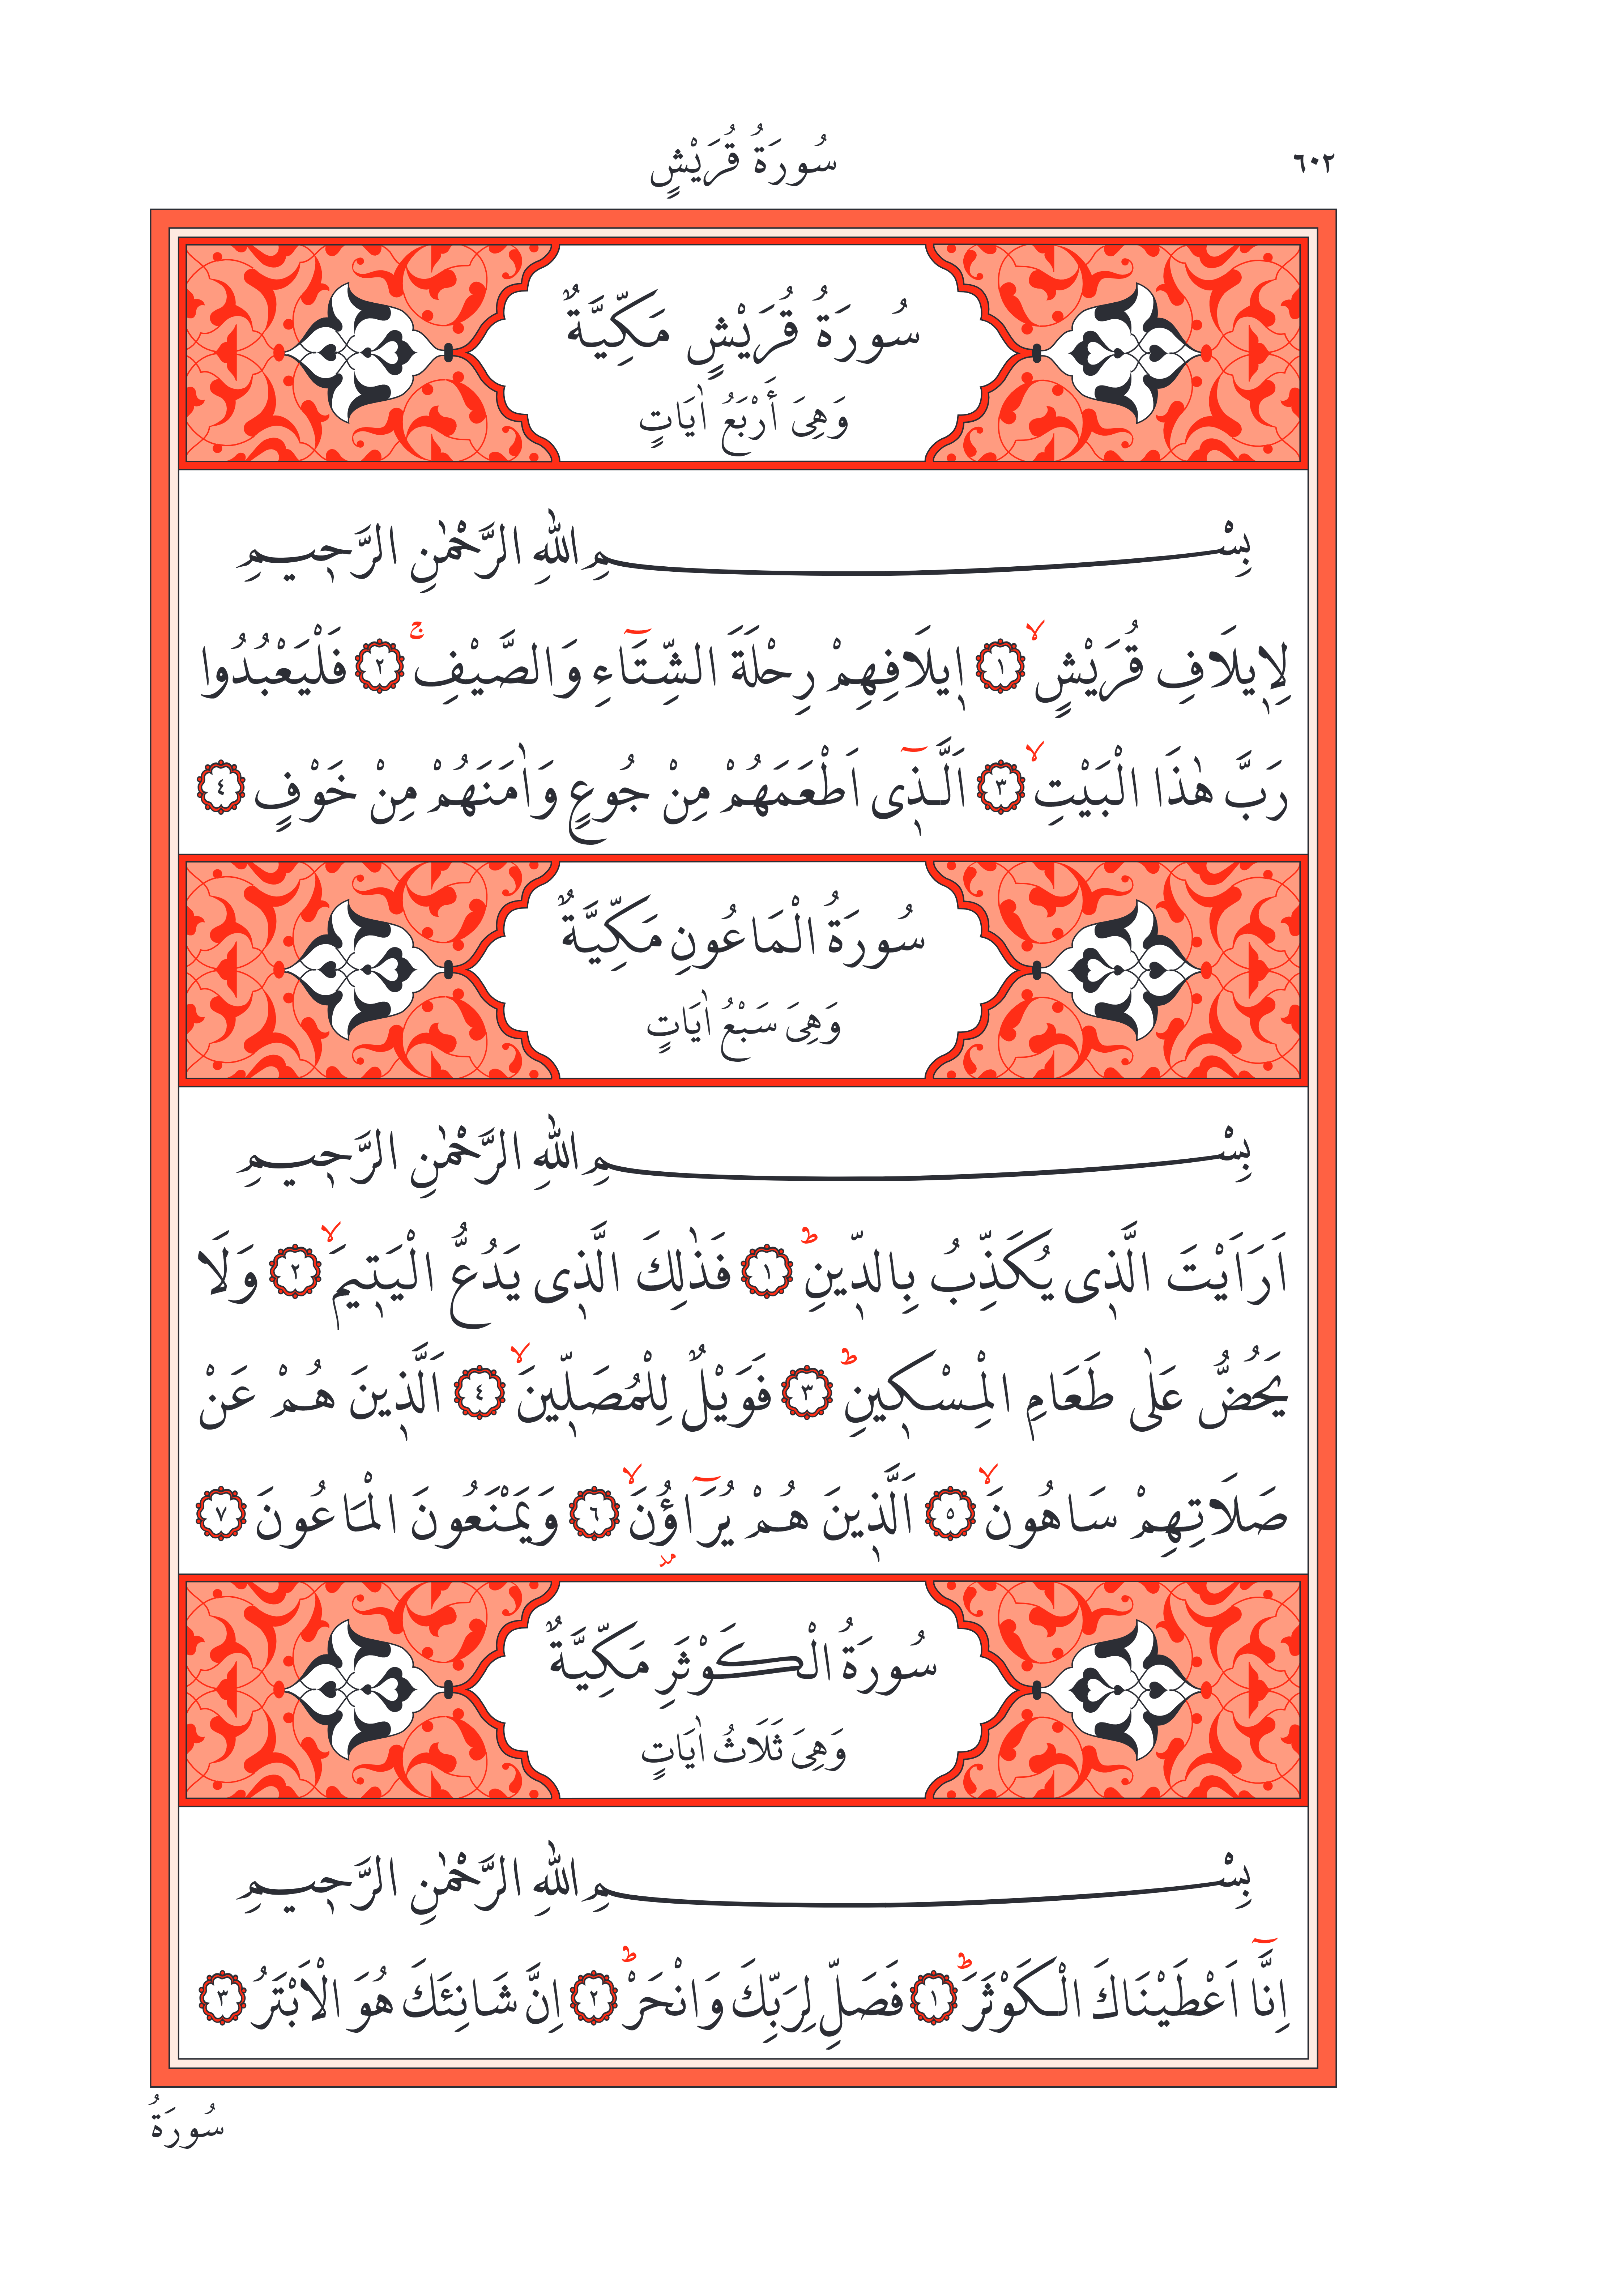 سُورَةُ قُرَيْشٍ ٦٠٢
سُورَةُ قُرَيْشٍ مَكِّيَّةٌ
وَهِىَ أَرْبَعُ اٰيَاتٍ
بِسْمِ اللّٰهِ الرَّحْمٰنِ الرَّحٖيمِ
لِاٖيلَافِ قُرَيْشٍۙ ﴿١﴾ اٖيلَافِهِمْ رِحْلَةَ الشِّتَٓاءِ وَالصَّيْفِۚ ﴿٢﴾ فَلْيَعْبُدُوا
رَبَّ هٰذَا الْبَيْتِۙ ﴿٣﴾ اَلَّذٖٓى اَطْعَمَهُمْ مِنْ جُوعٍ وَاٰمَنَهُمْ مِنْ خَوْفٍ ﴿٤﴾
سُورَةُ الْمَاعُونِ مَكِّيَّةٌ
وَهِىَ سَبْعُ اٰيَاتٍ
بِسْمِ اللّٰهِ الرَّحْمٰنِ الرَّحٖيمِ
اَرَاَيْتَ الَّذٖى يُكَذِّبُ بِالدّٖينِؕ ﴿١﴾ فَذٰلِكَ الَّذٖى يَدُعُّ الْيَتٖيمَۙ ﴿٢﴾ وَلَا
يَحُضُّ عَلٰى طَعَامِ الْمِسْكٖينِؕ ﴿٣﴾ فَوَيْلٌ لِلْمُصَلّٖينَۙ ﴿٤﴾ اَلَّذٖينَ هُمْ عَنْ
صَلَاتِهِمْ سَاهُونَۙ ﴿٥﴾ اَلَّذٖينَ هُمْ يُرَٓاؤُنَۙ ﴿٦﴾ وَيَمْنَعُونَ الْمَاعُونَ ﴿٧﴾
مد
سُورَةُ الْكَوْثَرِ مَكِّيَّةٌ
وَهِىَ ثَلَاثُ اٰيَاتٍ
بِسْمِ اللّٰهِ الرَّحْمٰنِ الرَّحٖيمِ
اِنَّٓا اَعْطَيْنَاكَ الْكَوْثَرَؕ ﴿١﴾ فَصَلِّ لِرَبِّكَ وَانْحَرْؕ ﴿٢﴾ اِنَّ شَانِئَكَ هُوَ الْاَبْتَرُ ﴿٣﴾
سُورَةُ